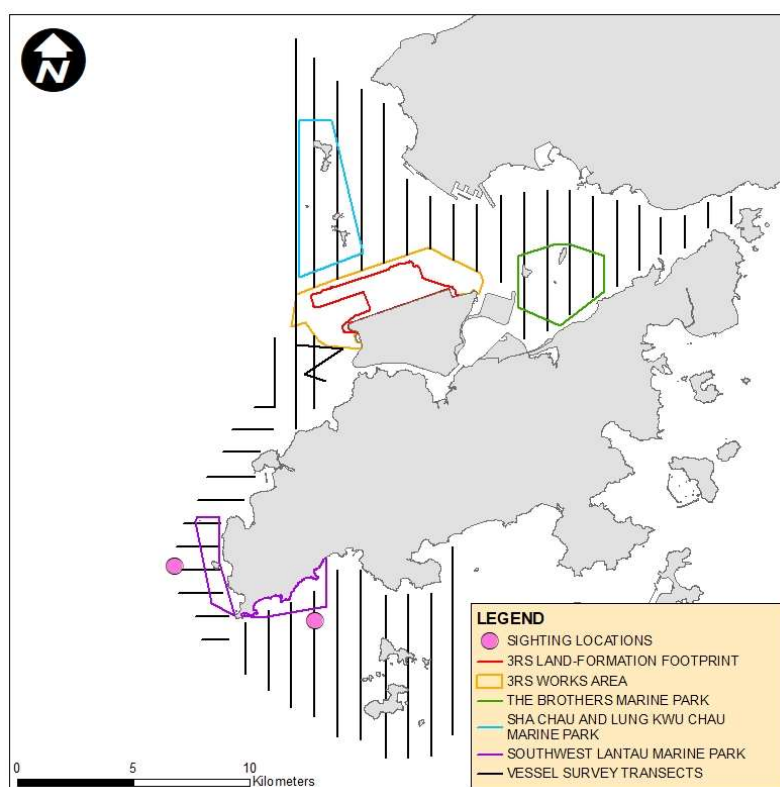 N
LEGEND
SIGHTING LOCATIONS
3RS LAND-FORMATION FOOTPRINT
3RS WORKS AREA
THE BROTHERS MARINE PARK
SHA CHAU AND LUNG KWU CHAU
MARINE PARK
SOUTHWEST LANTAU MARINE PARK
VESSEL SURVEY TRANSECTS
0 5 10
Kilometers